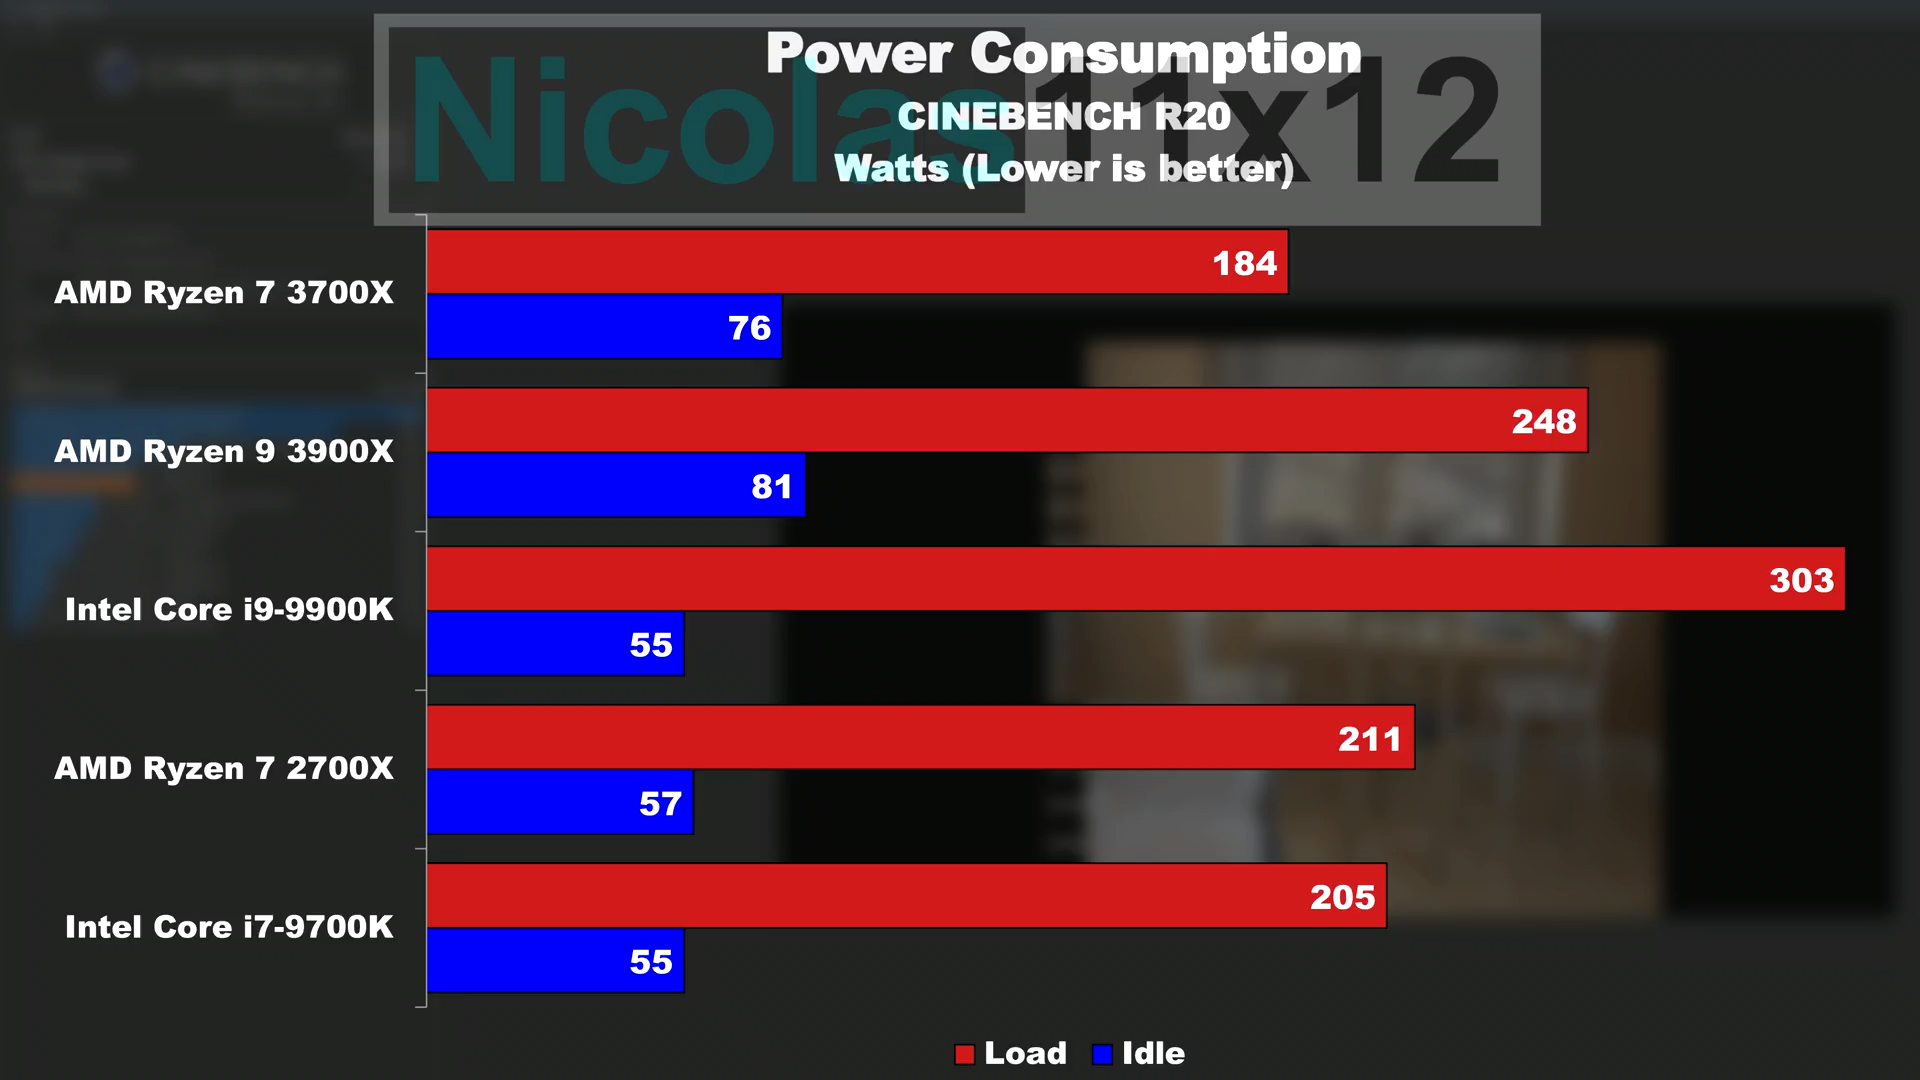 Nicolas11x12
Power Consumption
CINEBENCH R20
Watts (Lower is better)
AMD Ryzen 7 3700X
184
76
AMD Ryzen 9 3900X
248
81
Intel Core i9-9900K
303
55
AMD Ryzen 7 2700X
211
57
Intel Core i7-9700K
205
55
Load
Idle